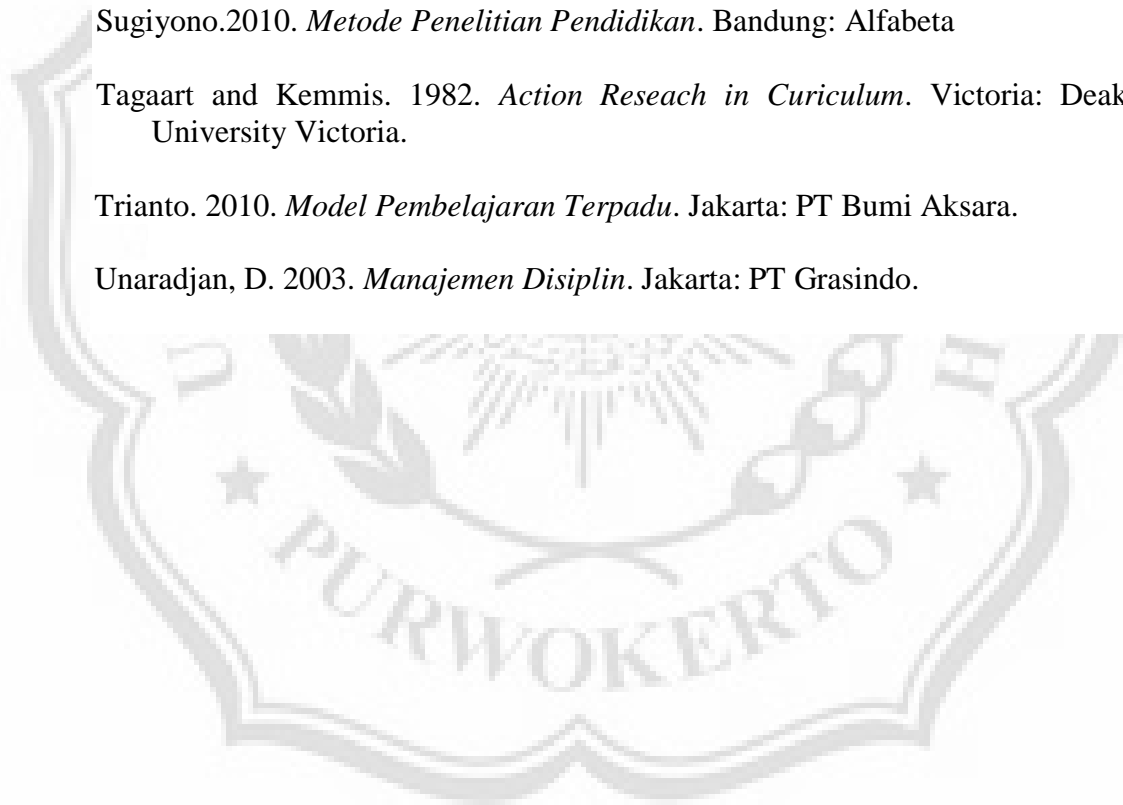 Sugiyono.2010. Metode Penelitian Pendidikan. Bandung: Alfabeta
Tagaart and Kemmis. 1982. Action Reseach in Curiculum. Victoria: Deak
University Victoria.
Trianto. 2010. Model Pembelajaran Terpadu. Jakarta: PT Bumi Aksara.
Unaradjan, D. 2003. Manajemen Disiplin. Jakarta: PT Grasindo.
U H
PURWOKERTO